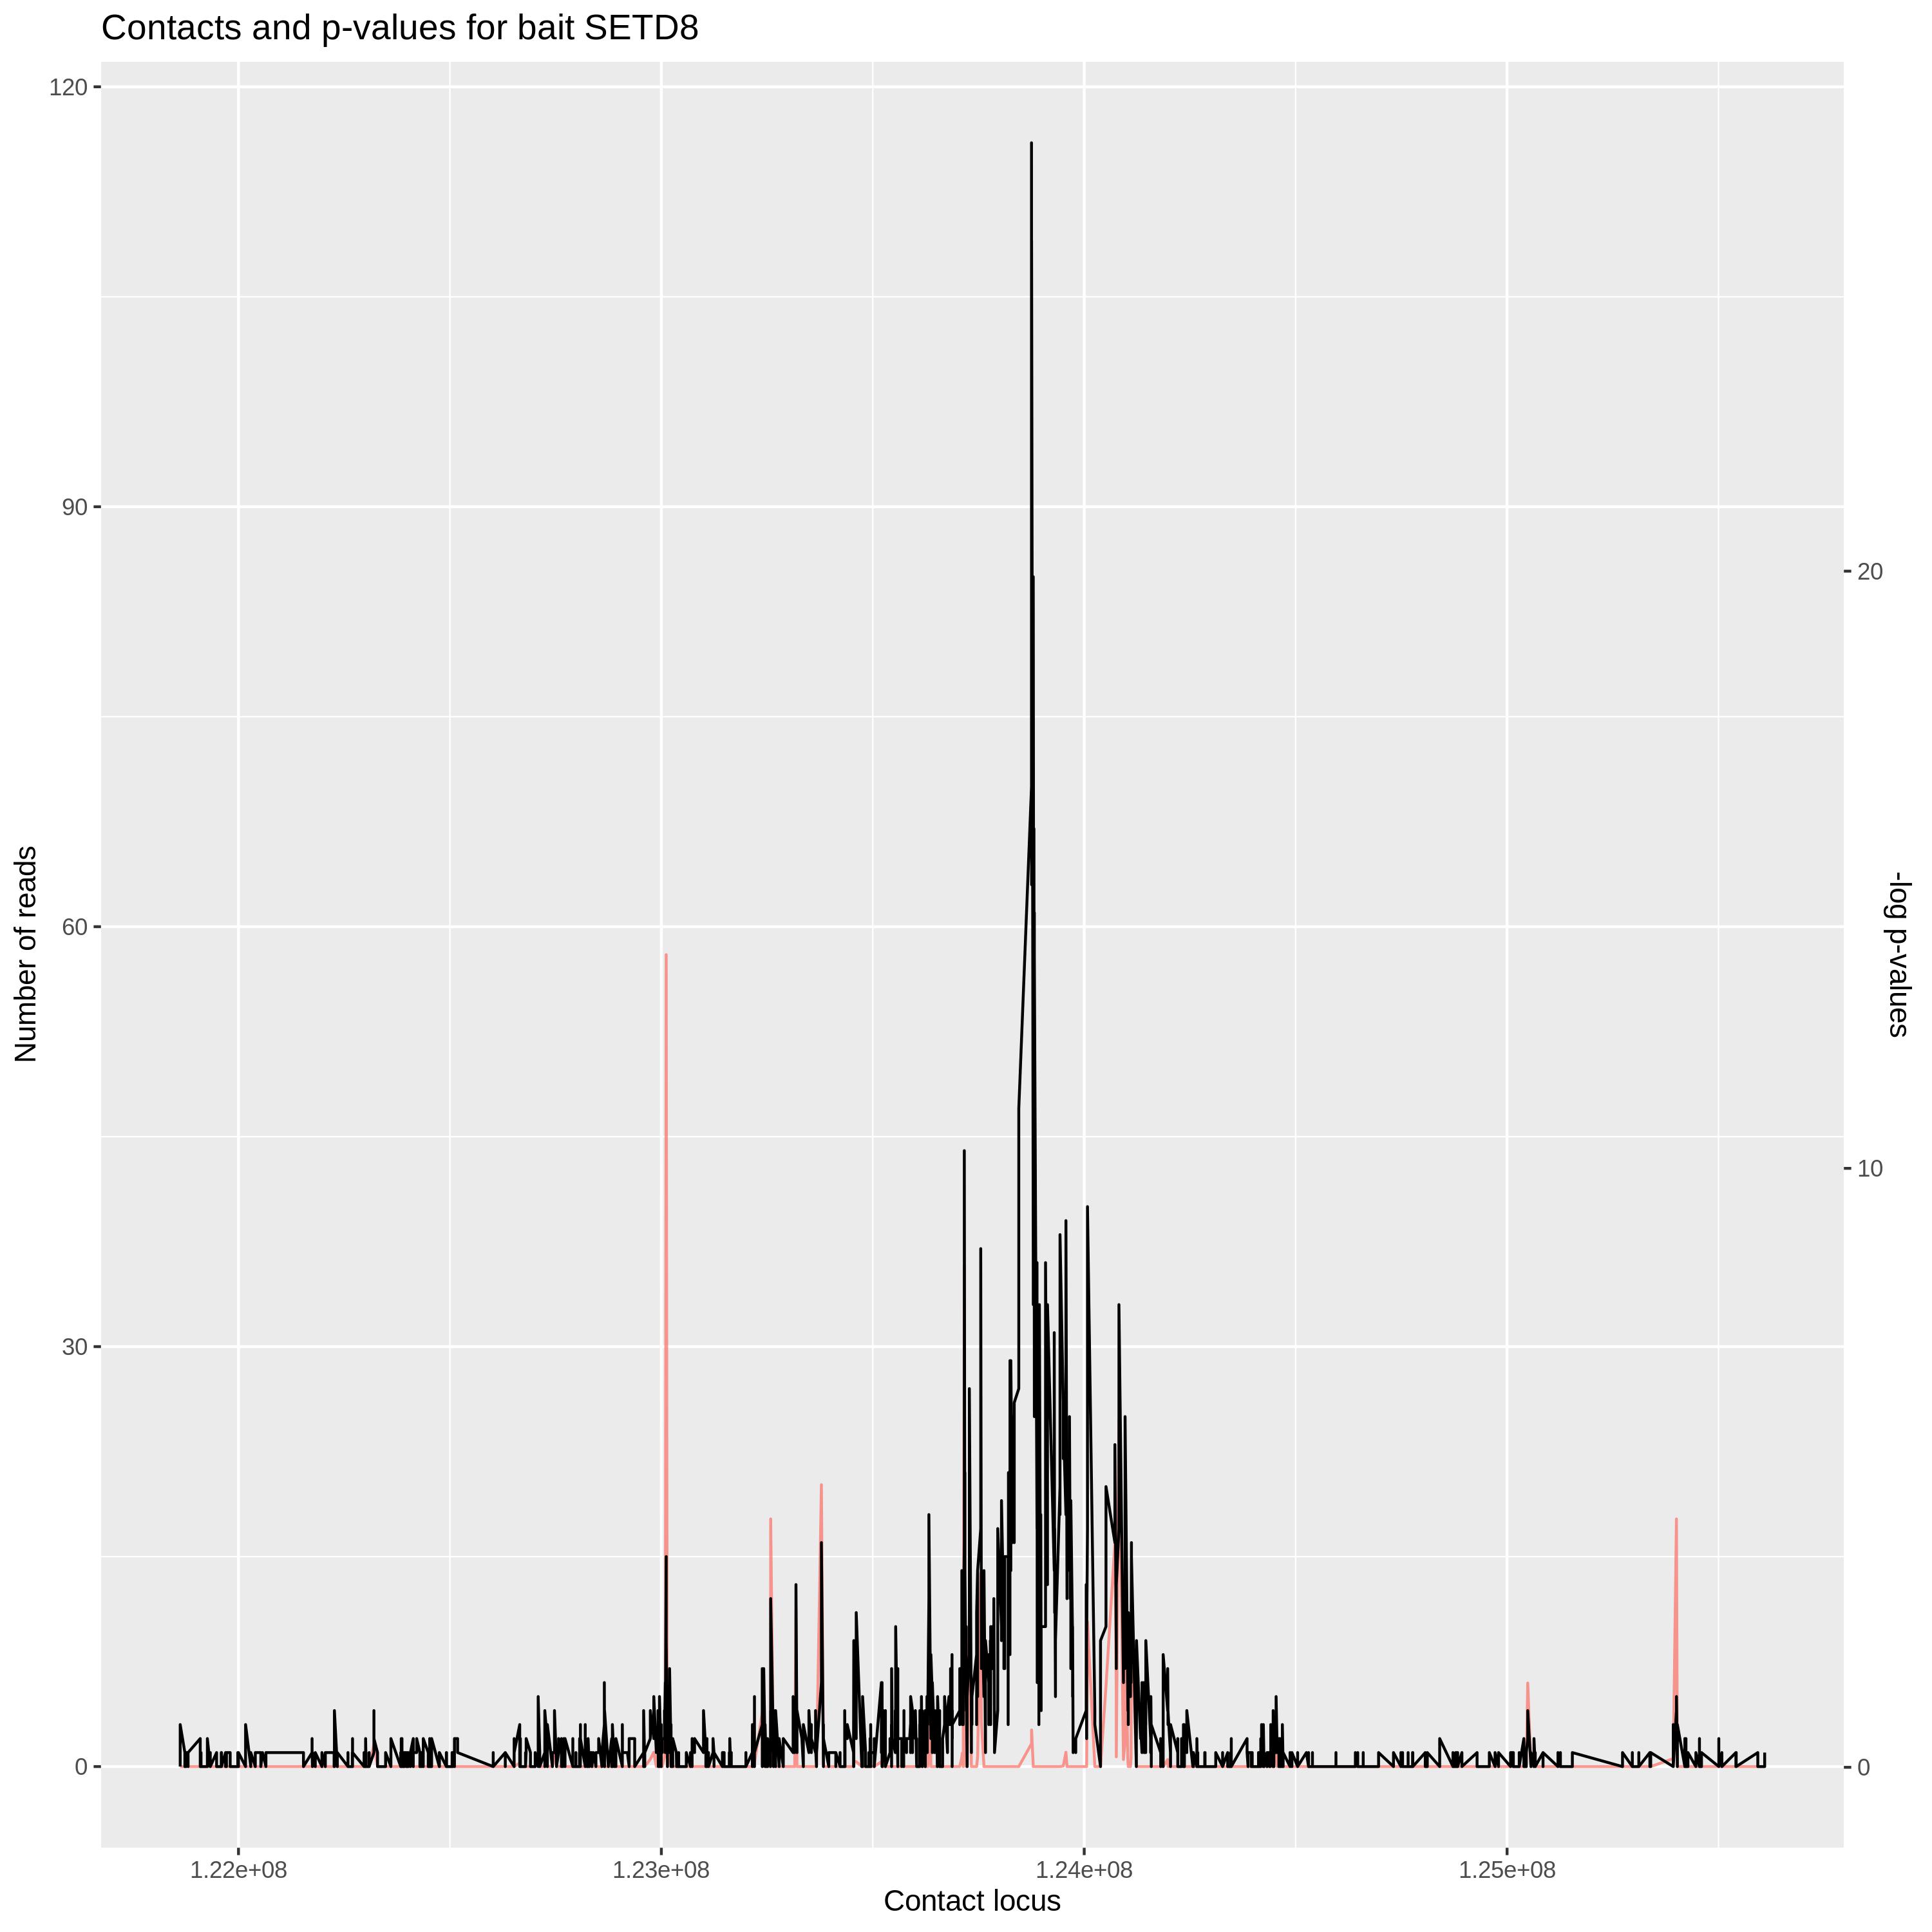 Contacts and p-values for bait SETD8
120
90
60
30
0
Number of reads
20
10
0
-log p-values
1.22e+08
1.23e+08
1.24e+08
1.25e+08
Contact locus